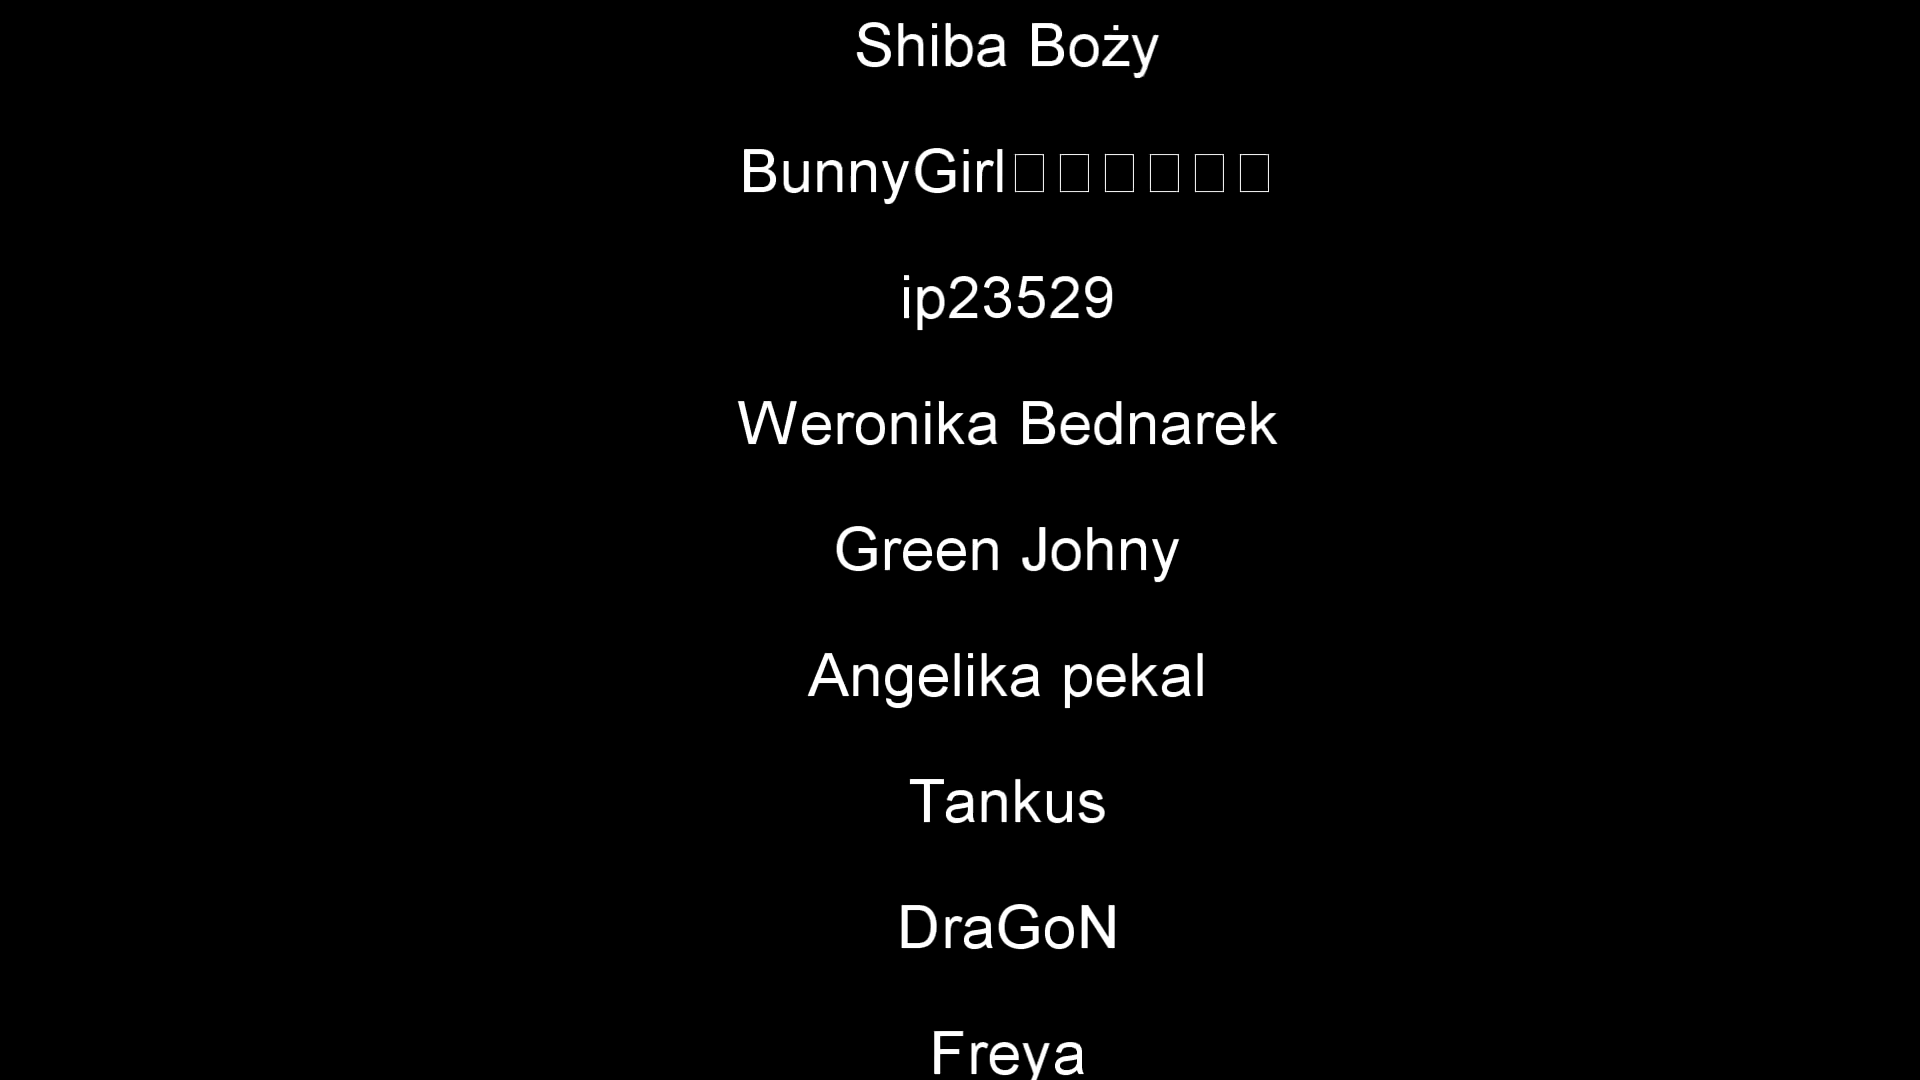 Shiba Boży
BunnyGirl□□□□□□
ip23529
Weronika Bednarek
Green Johny
Angelika pekal
Tankus
DraGoN
Freya